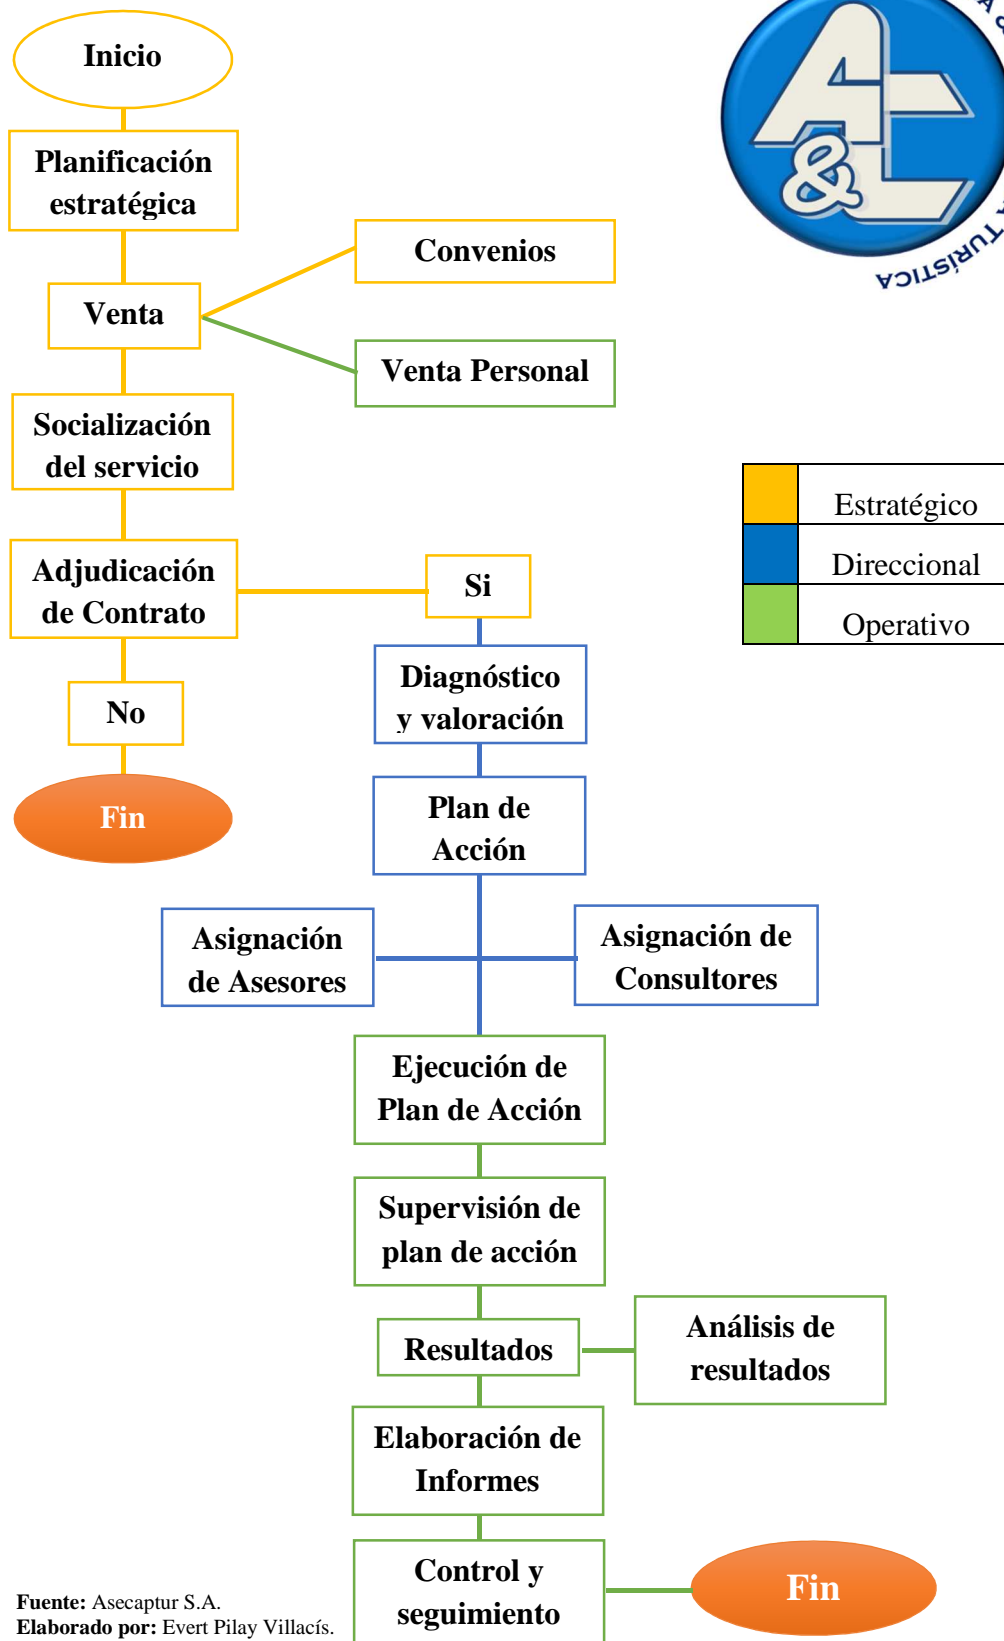 Inicio
Planificación
estratégica
Venta
Convenios
Venta Personal
Socialización
del servicio
Adjudicación
de Contrato
Si
No
Fin
Estratégico
Direccional
Operativo
A&C
TURÍSTICA
Diagnóstico
y valoración
Plan de
Acción
Asignación
de Asesores
Asignación de
Consultores
Ejecución de
Plan de Acción
Supervisión de
plan de acción
Resultados
Análisis de
resultados
Elaboración de
Informes
Control y
seguimiento
Fin
Fuente: Asecaptur S.A.
Elaborado por: Evert Pilay Villacís.